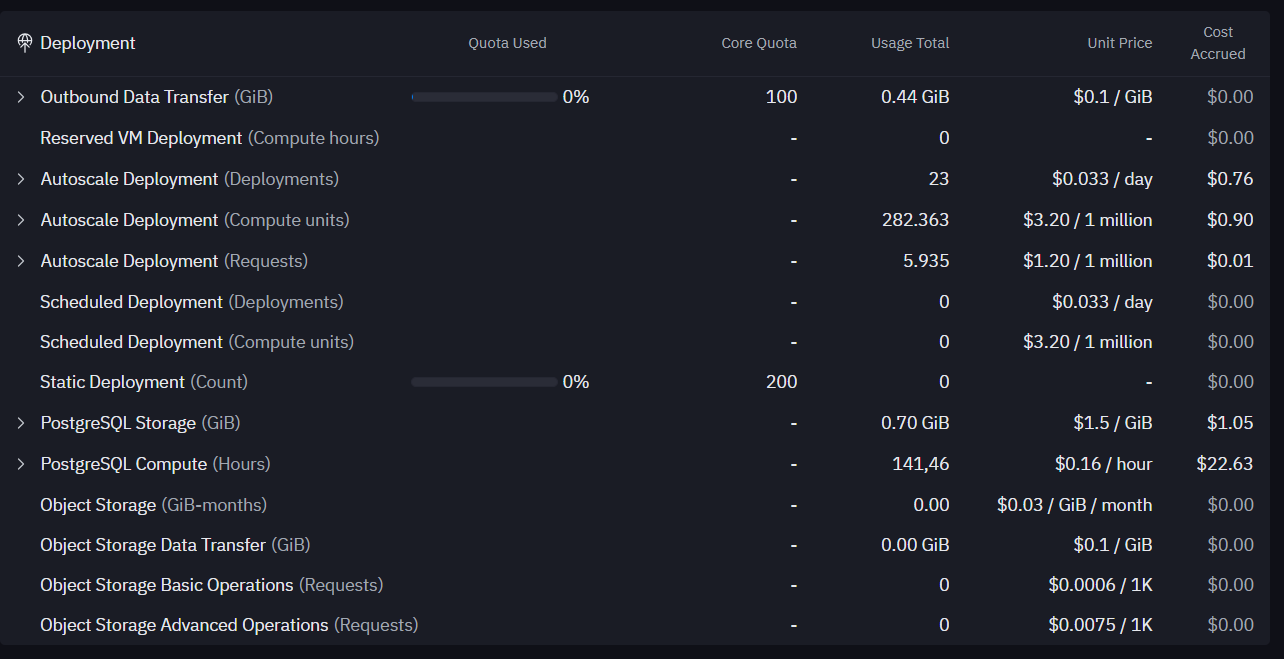 Deployment Quota Used Core Quota Usage Total Unit Price Cost Accrued
Outbound Data Transfer (GiB) 0% 100 0.44 GiB $0.1 / GiB $0.00
Reserved VM Deployment (Compute hours) - 0 - $0.00
Autoscale Deployment (Deployments) - 23 $0.033 / day $0.76
Autoscale Deployment (Compute units) - 282.363 $3.20 / 1 million $0.90
Autoscale Deployment (Requests) - 5.935 $1.20 / 1 million $0.01
Scheduled Deployment (Deployments) - 0 $0.033 / day $0.00
Scheduled Deployment (Compute units) - 0 $3.20 / 1 million $0.00
Static Deployment (Count) 0% 200 0 - $0.00
PostgreSQL Storage (GiB) - 0.70 GiB $1.5 / GiB $1.05
PostgreSQL Compute (Hours) - 141,46 $0.16 / hour $22.63
Object Storage (GiB-months) - 0.00 $0.03 / GiB / month $0.00
Object Storage Data Transfer (GiB) - 0.00 GiB $0.1 / GiB $0.00
Object Storage Basic Operations (Requests) - 0 $0.0006 / 1K $0.00
Object Storage Advanced Operations (Requests) - 0 $0.0075 / 1K $0.00